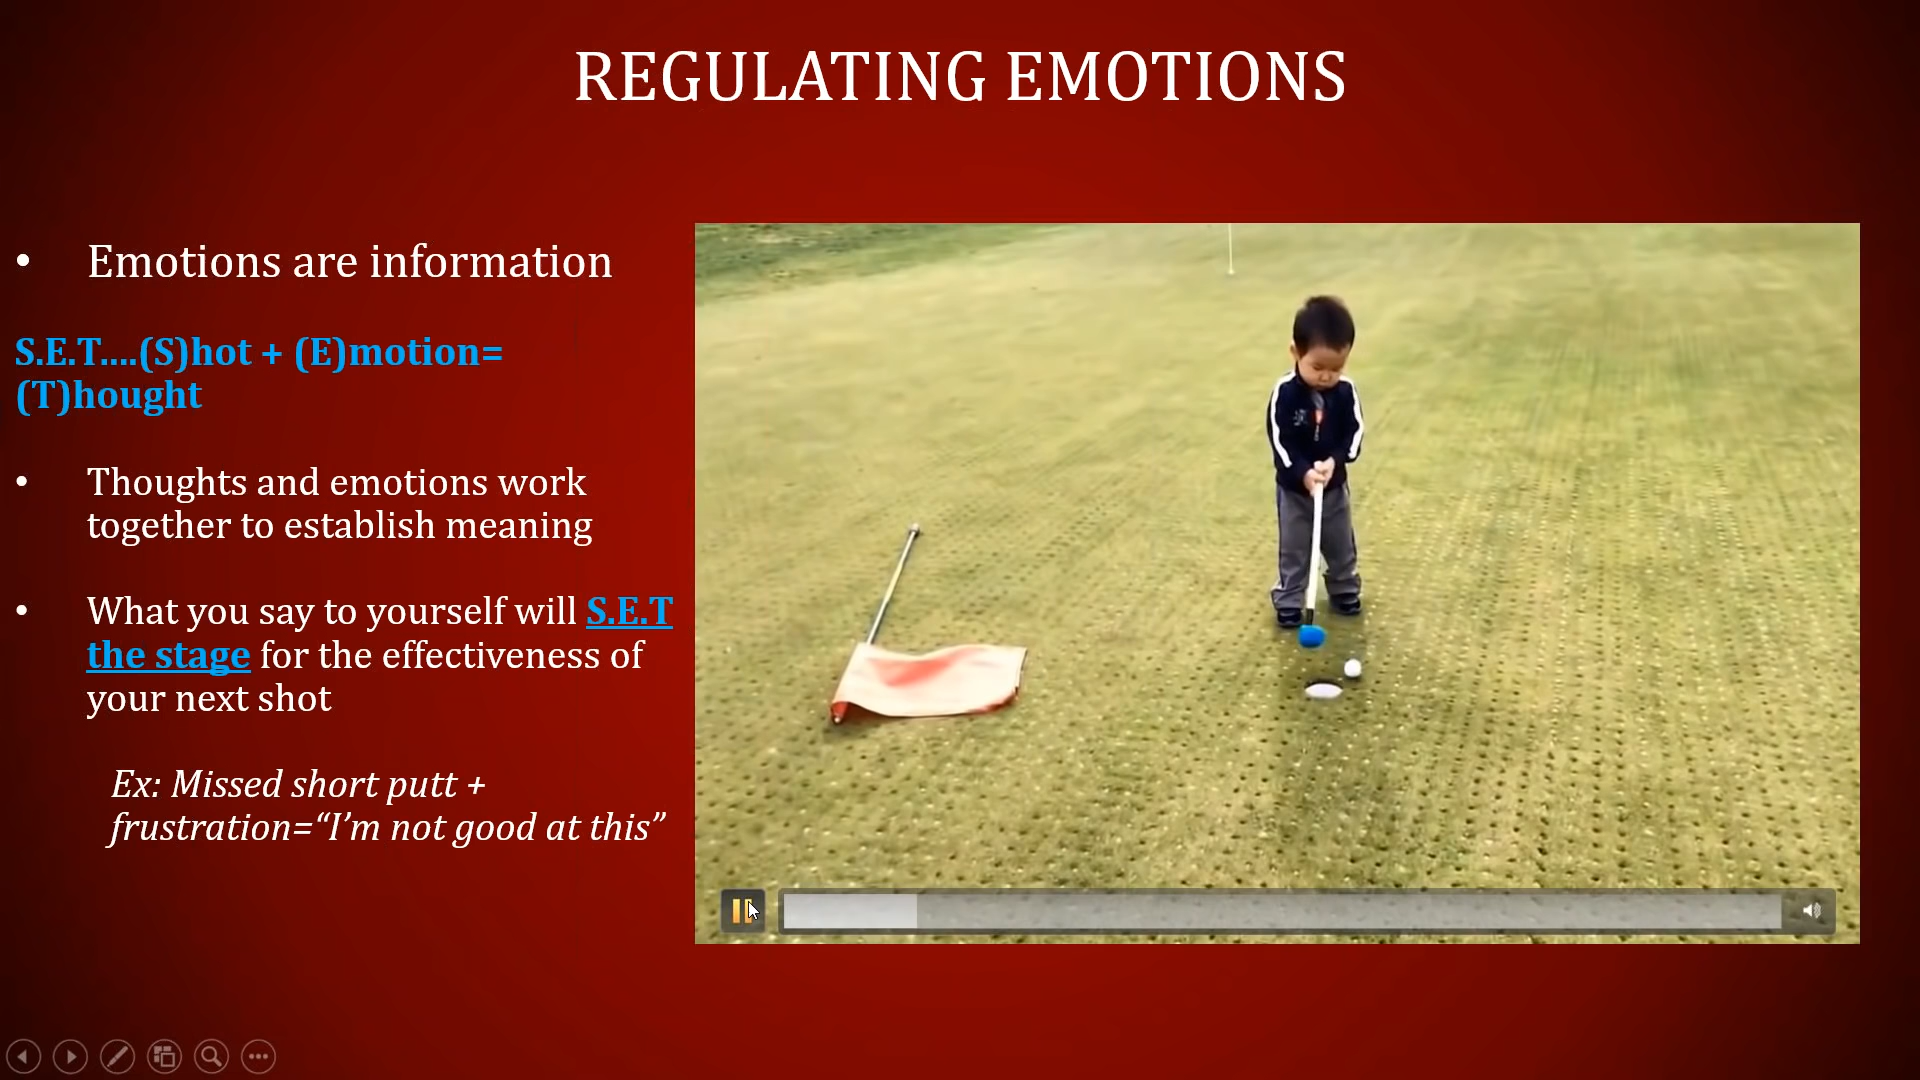 REGULATING EMOTIONS
• Emotions are information
S.E.T....(S)hot + (E)motion=
(T)hought
• Thoughts and emotions work
together to establish meaning
• What you say to yourself will S.E.T
the stage for the effectiveness of
your next shot
Ex: Missed short putt +
frustration=“I’m not good at this”